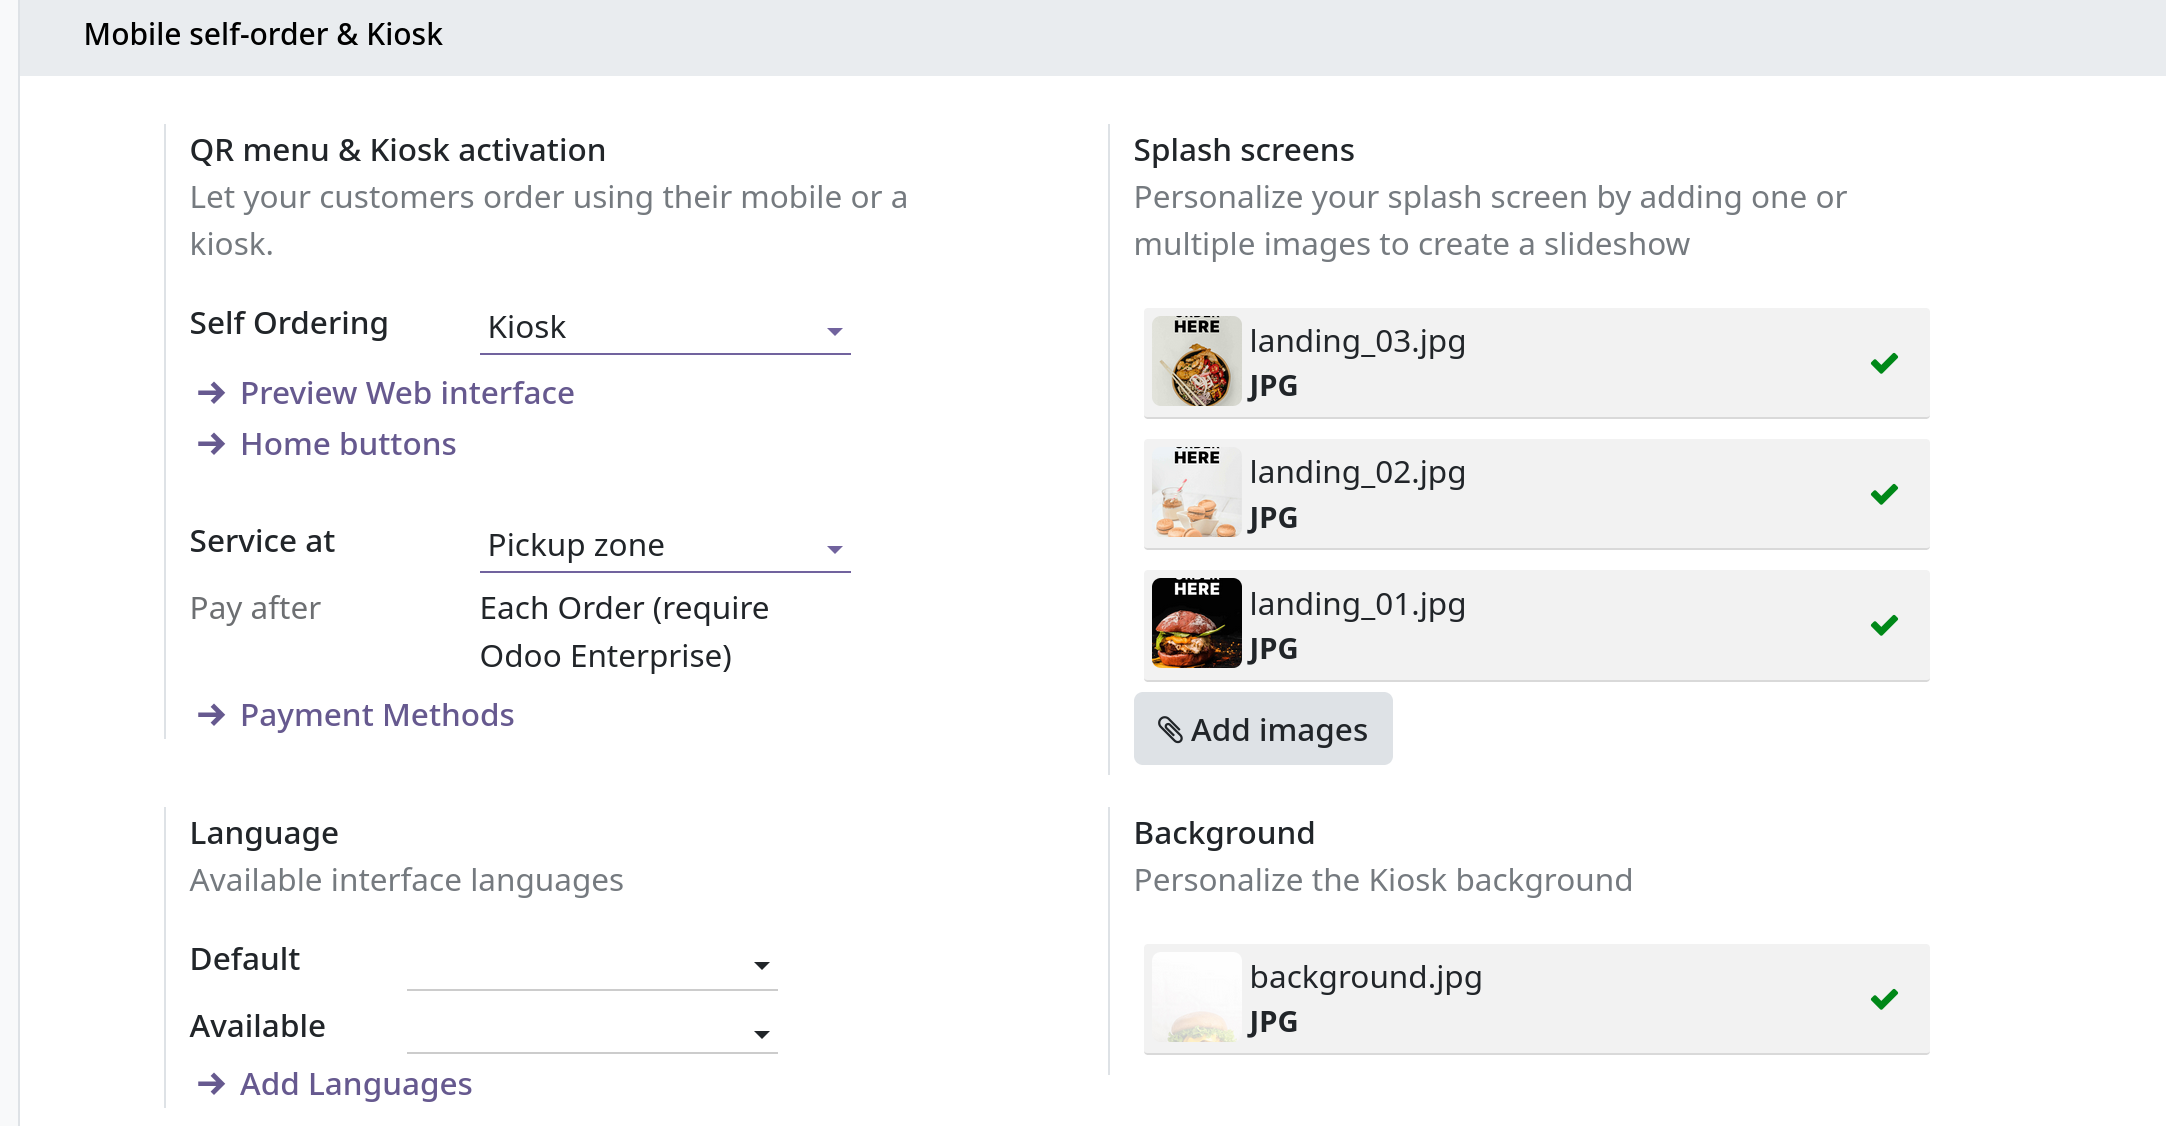 Mobile self-order & Kiosk
QR menu & Kiosk activation
Let your customers order using their mobile or a
kiosk.
Self Ordering
Kiosk
Preview Web interface
Home buttons
Service at
Pickup zone
Pay after
Each Order (require
Odoo Enterprise)
Payment Methods
Splash screens
Personalize your splash screen by adding one or
multiple images to create a slideshow
HERE
landing_03.jpg
JPG
HERE
landing_02.jpg
JPG
HERE
landing_01.jpg
JPG
Add images
Language
Available interface languages
Default
Available
Add Languages
Background
Personalize the Kiosk background
background.jpg
JPG